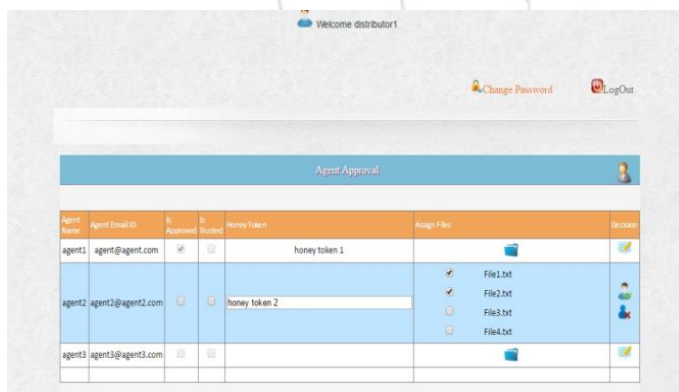 Welcome distributor1
Change Password
LogOut
Agent Approval
Agent Name Agent Email ID Is Approved Is Trusted Honey Token Assign Files Decision
agent1 agent@agent.com honey token 1
File1.txt
File2.txt
agent2 agent2@agent2.com honey token 2
File3.txt
File4.txt
agent3 agent3@agent3.com